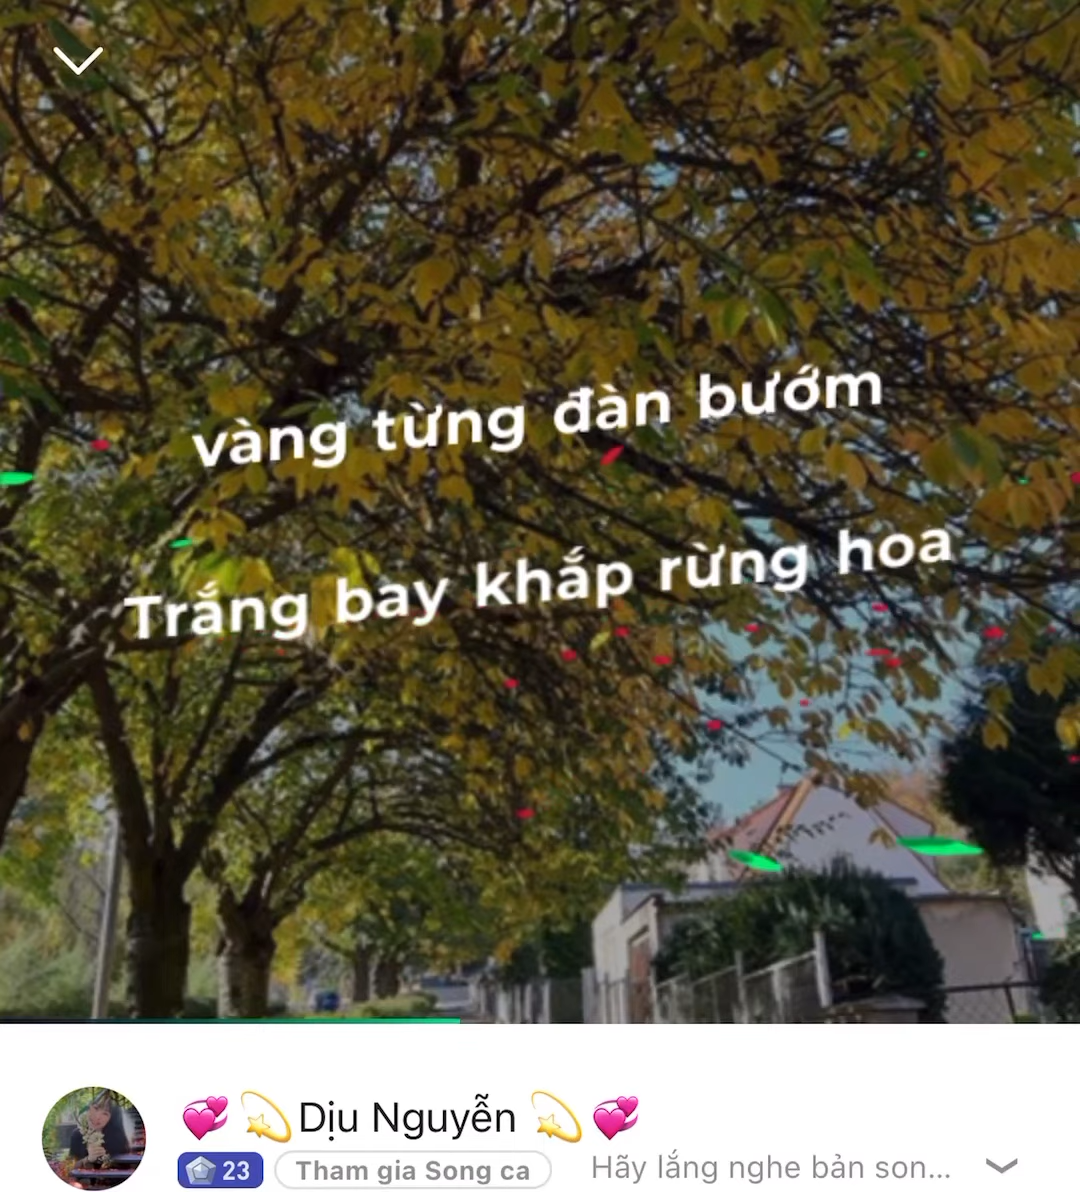 vàng từng đàn bướm
Trắng bay khắp rừng hoa
💞💫Dịu Nguyễn 💫💞
23 Tham gia Song ca Hãy lắng nghe bản son...